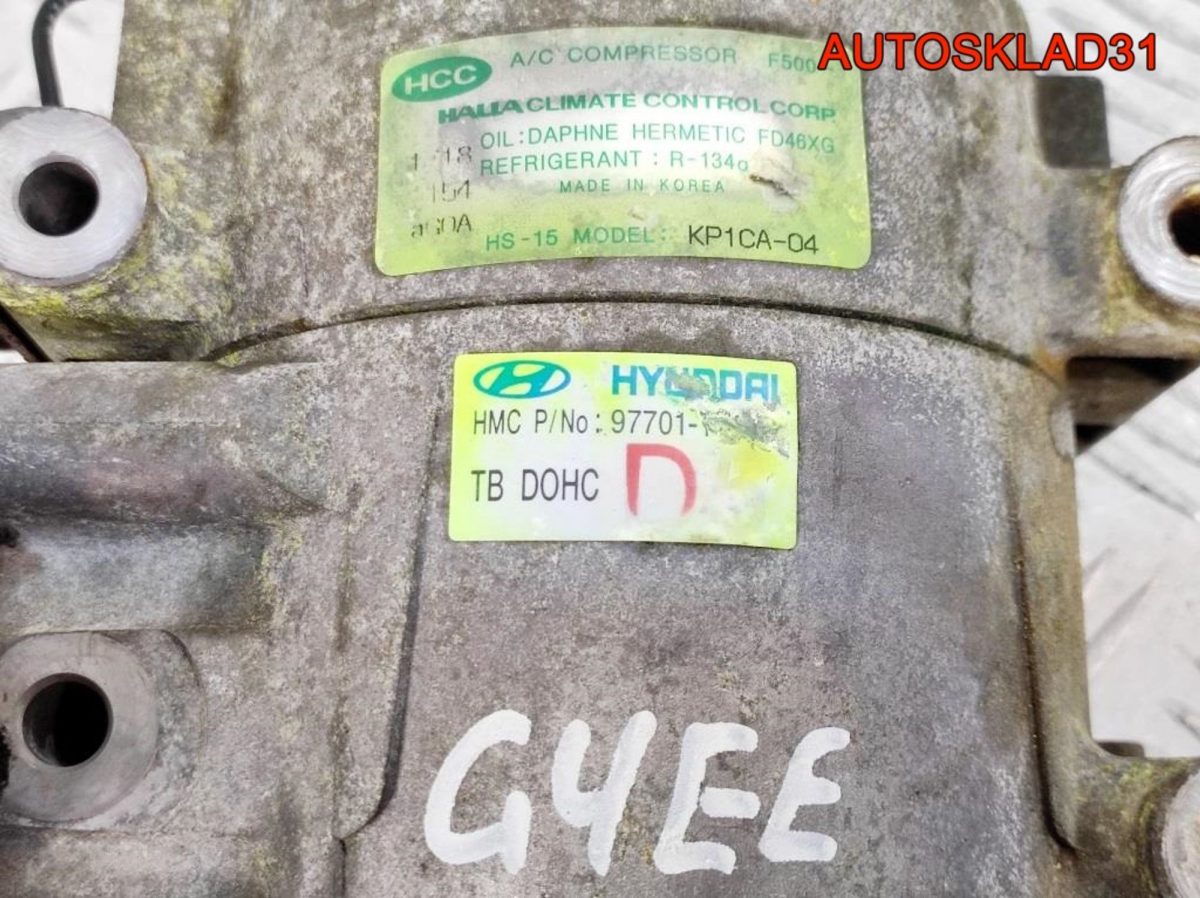 AUTOSKLAD31
HCC
A/C COMPRESSOR
HALLA CLIMATE CONTROL CORP
OIL: DAPHNE HERMETIC FD46XG
REFRIGERANT: R-134a
MADE IN KOREA
HS-15 MODEL: KP1CA-04
HYUNDAI
HMC P/No: 97701-
TB DOHC D
G4EE